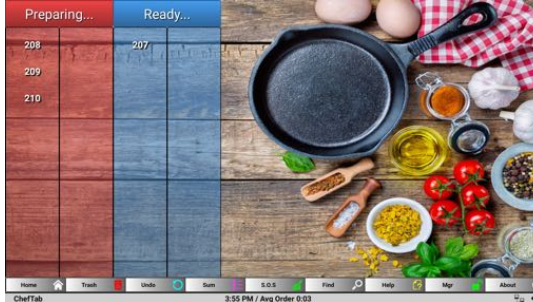 Preparing... Ready...
208 207
209
210
Home Trash Undo Sum S.O.S Find Help Mgr About
ChefTab 3:55 PM / Avg Order 0:03